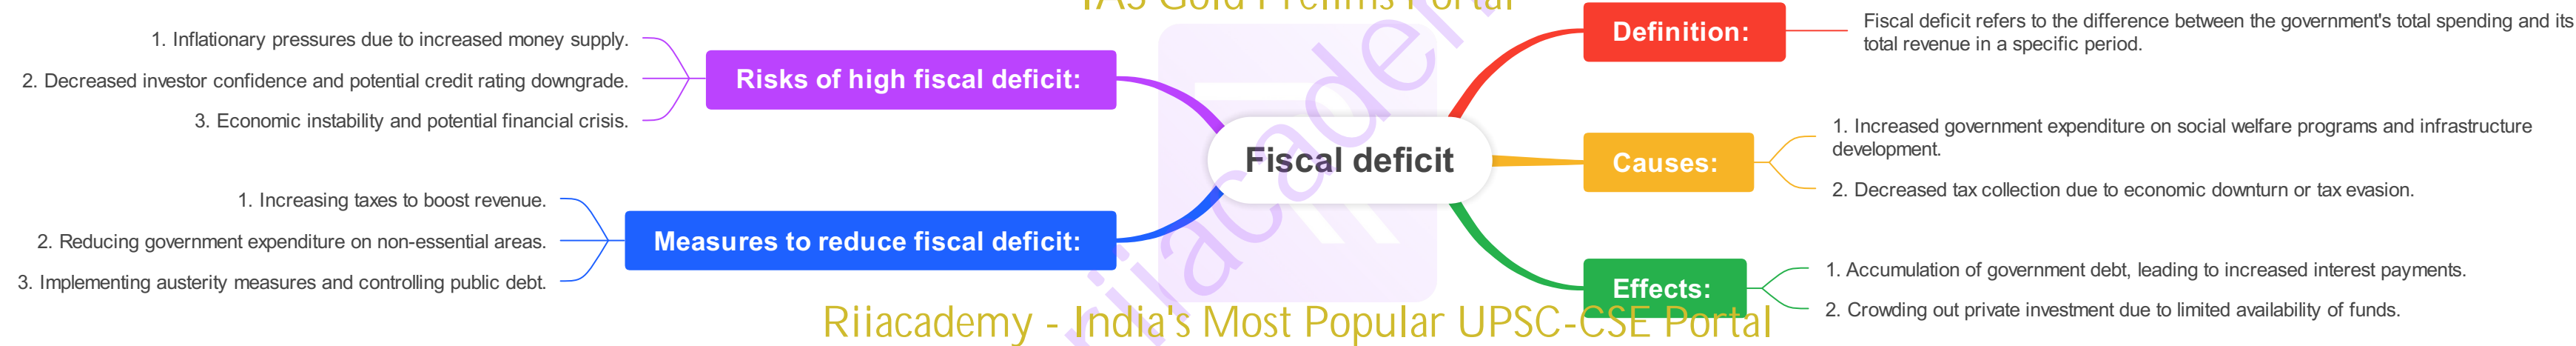 IAS Gold Prelims Portal
Fiscal deficit
Definition:
Fiscal deficit refers to the difference between the government's total spending and its
total revenue in a specific period.
Causes:
1. Increased government expenditure on social welfare programs and infrastructure
development.
2. Decreased tax collection due to economic downturn or tax evasion.
Effects:
1. Accumulation of government debt, leading to increased interest payments.
2. Crowding out private investment due to limited availability of funds.
Risks of high fiscal deficit:
1. Inflationary pressures due to increased money supply.
2. Decreased investor confidence and potential credit rating downgrade.
3. Economic instability and potential financial crisis.
Measures to reduce fiscal deficit:
1. Increasing taxes to boost revenue.
2. Reducing government expenditure on non-essential areas.
3. Implementing austerity measures and controlling public debt.
Riiacademy - India's Most Popular UPSC-CSE Portal